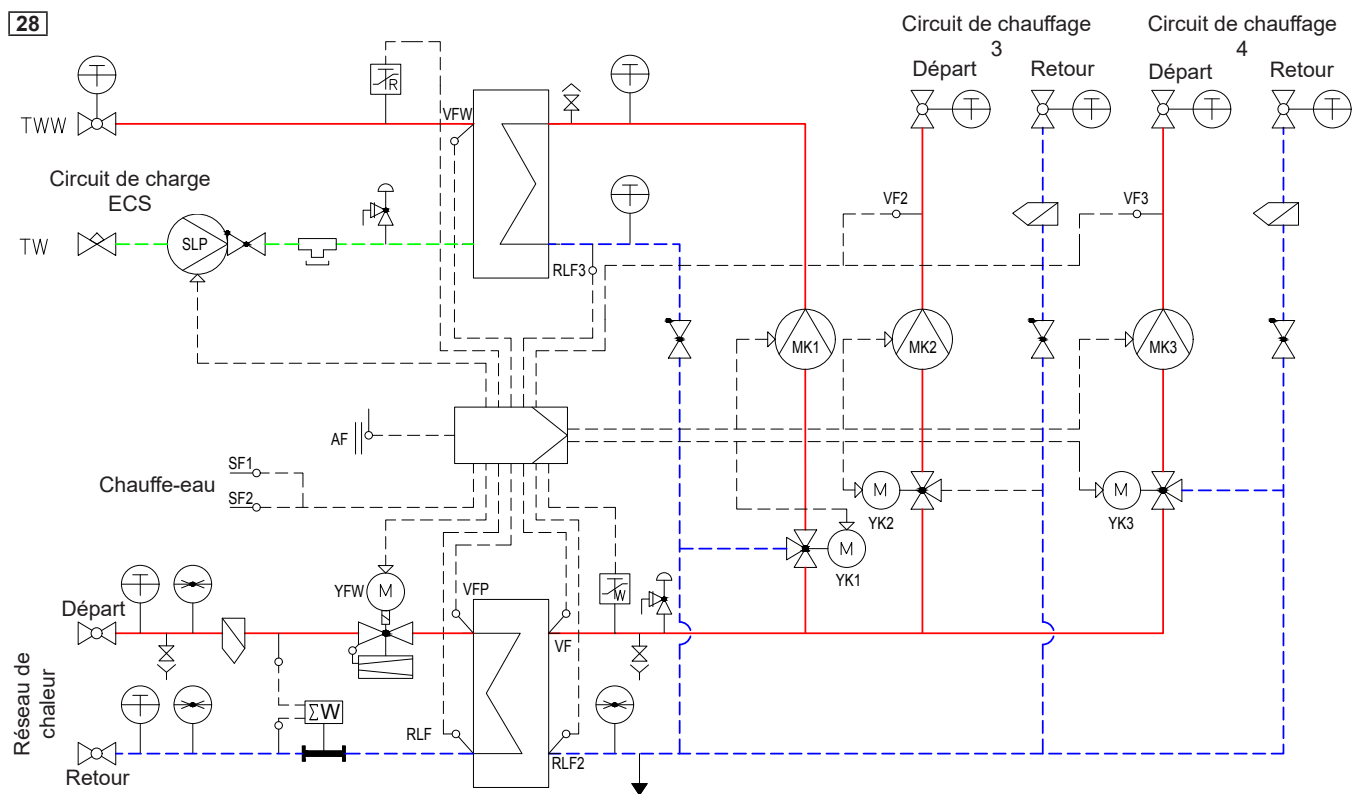 28
Circuit de chauffage
3
Circuit de chauffage
4
Départ
Retour
Départ
Retour
T
T
T
T
T
T
R
TWW
VFW
Circuit de charge
ECS
T
VF2
VF3
TW
SLP
RLF3
MK1
MK2
MK3
AF
SF1
Chauffe-eau
SF2
M
YK2
M
YK3
M
YK1
T
YFW
M
VFP
W
Départ
VF
Réseau de
chaleur
T
ΣW
RLF
RLF2
Retour